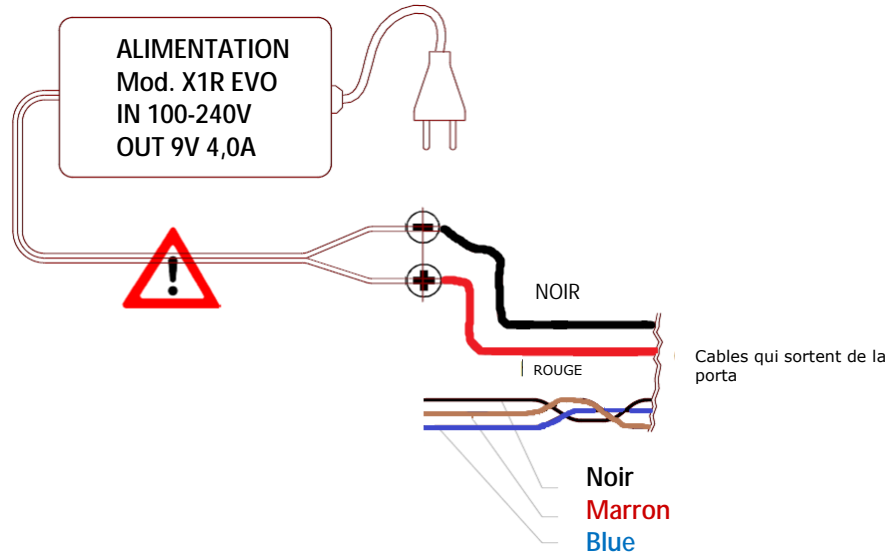 ALIMENTATION
Mod. X1R EVO
IN 100-240V
OUT 9V 4,0A
NOIR
ROUGE
Cables qui sortent de la
porta
Noir
Marron
Blue